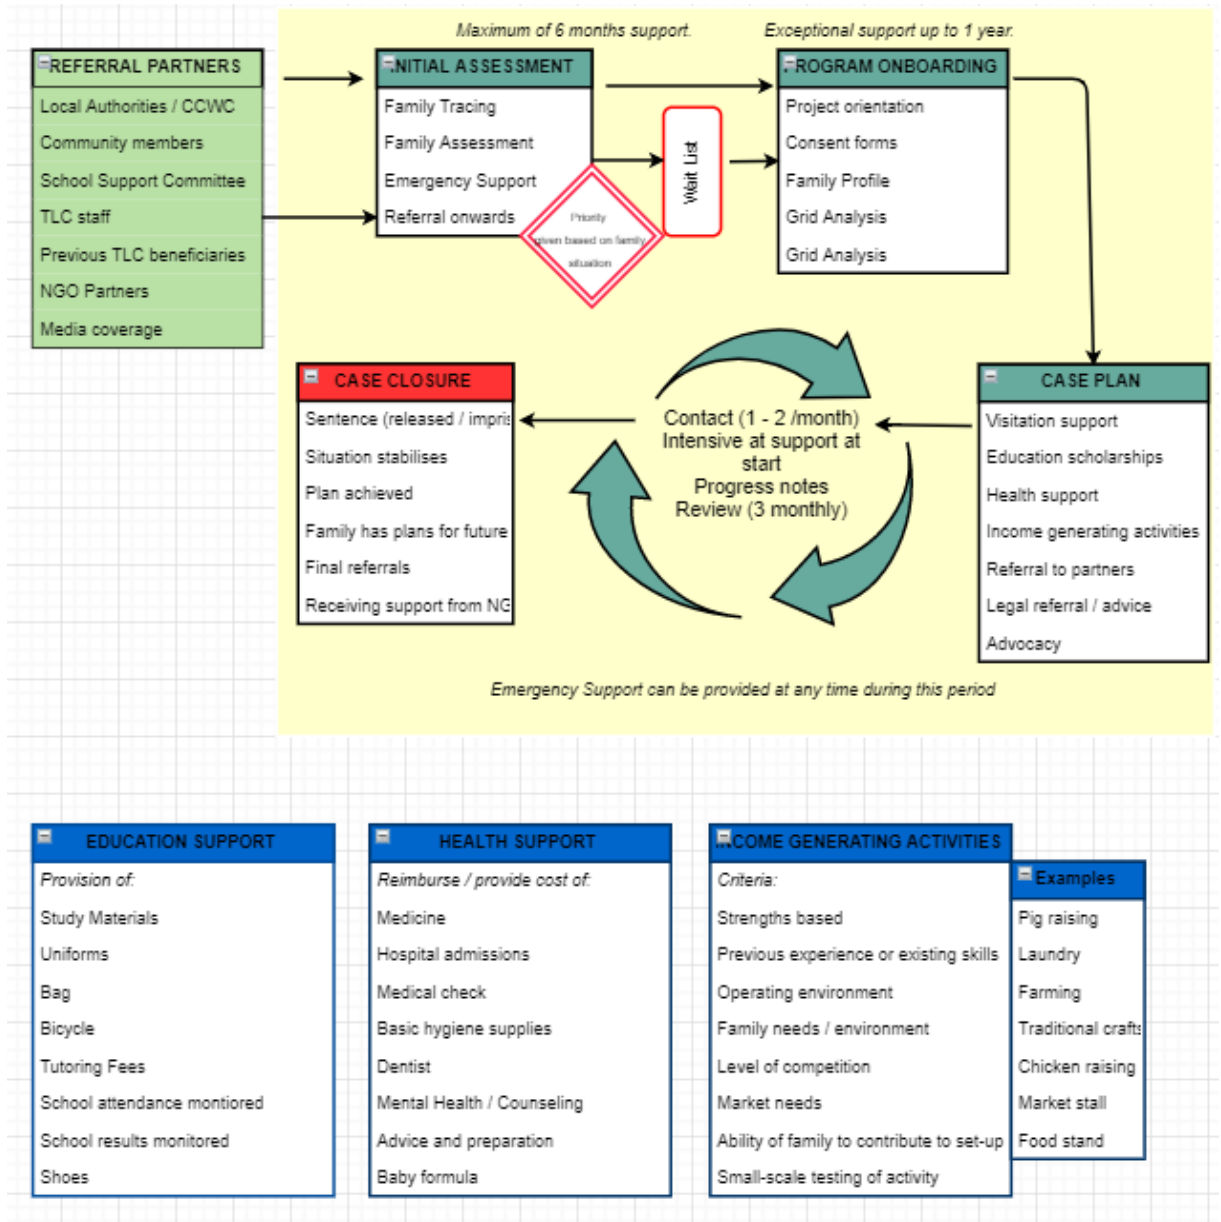 Maximum of 6 months support.
Exceptional support up to 1 year.
REFERRAL PARTNERS
Local Authorities / CCWC
Community members
School Support Committee
TLC staff
Previous TLC beneficiaries
NGO Partners
Media coverage
NITIAL ASSESSMENT
Family Tracing
Family Assessment
Emergency Support
Referral onwards
Priority
given based on family
situation
Wait List
ROGRAM ONBOARDING
Project orientation
Consent forms
Family Profile
Grid Analysis
Grid Analysis
CASE CLOSURE
Sentence (released / impris
Situation stabilises
Plan achieved
Family has plans for future
Final referrals
Receiving support from NG
Contact (1 - 2 /month)
Intensive at support at
start
Progress notes
Review (3 monthly)
CASE PLAN
Visitation support
Education scholarships
Health support
Income generating activities
Referral to partners
Legal referral / advice
Advocacy
Emergency Support can be provided at any time during this period
EDUCATION SUPPORT
Provision of:
Study Materials
Uniforms
Bag
Bicycle
Tutoring Fees
School attendance montiored
School results monitored
Shoes
HEALTH SUPPORT
Reimburse / provide cost of:
Medicine
Hospital admissions
Medical check
Basic hygiene supplies
Dentist
Mental Health / Counseling
Advice and preparation
Baby formula
COME GENERATING ACTIVITIES
Criteria:
Strengths based
Previous experience or existing skills
Operating environment
Family needs / environment
Level of competition
Market needs
Ability of family to contribute to set-up
Small-scale testing of activity
Examples
Pig raising
Laundry
Farming
Traditional crafts
Chicken raising
Market stall
Food stand